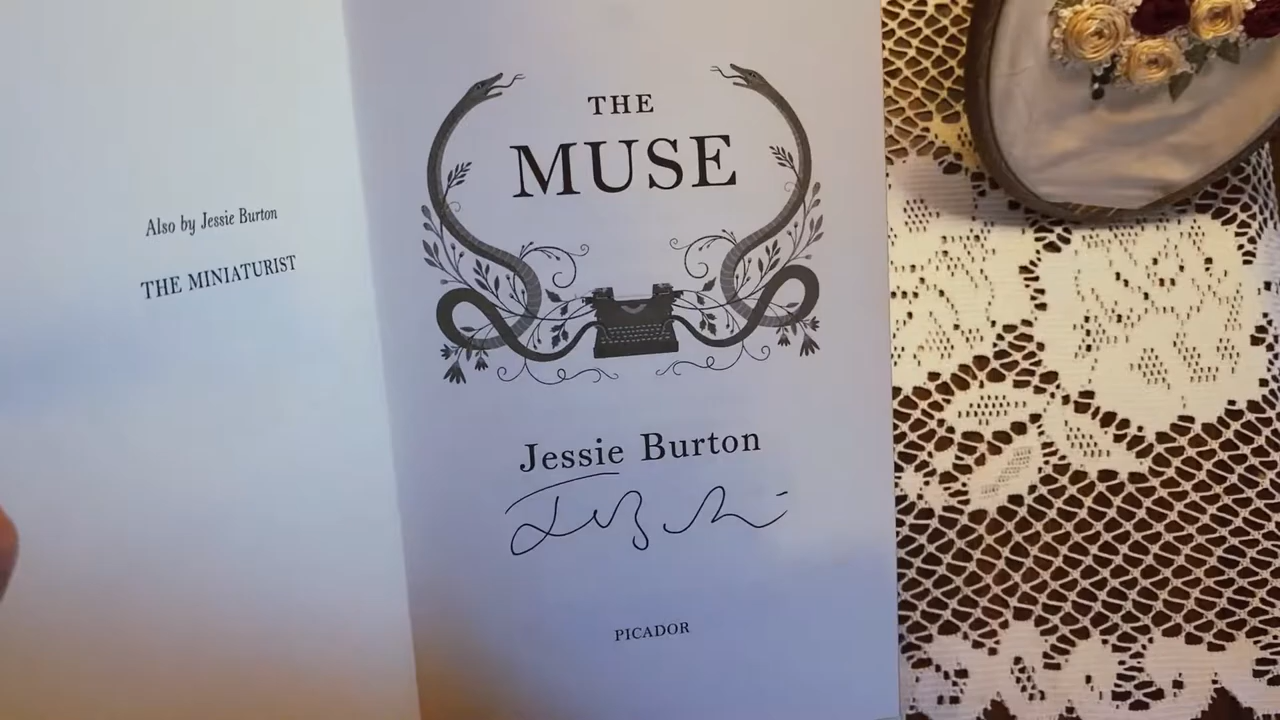 Also by Jessie Burton
THE MINIATURIST
THE
MUSE
Jessie Burton
PICADOR